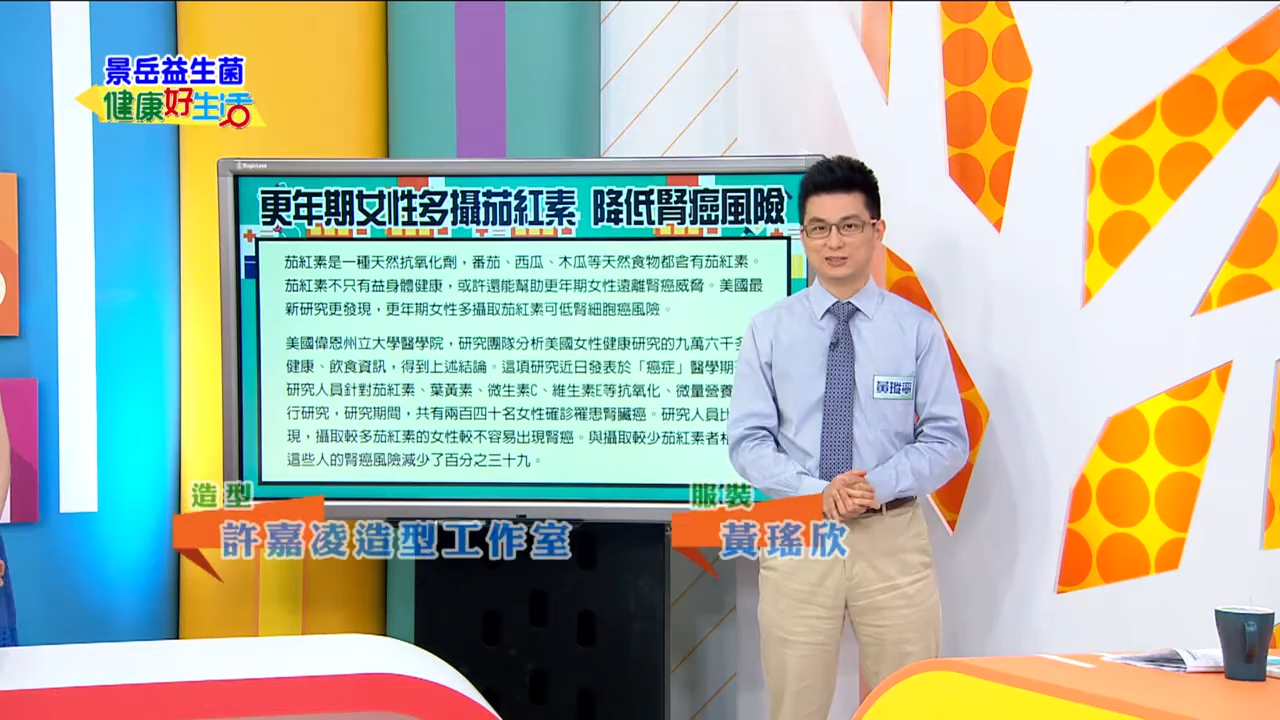 景岳益生菌
健康好生活
MagicLess
更年期女性多攝茄紅素 降低腎癌風險
茄紅素是一種天然抗氧化劑，番茄、西瓜、木瓜等天然食物都含有茄紅素。
茄紅素不只有益身體健康，或許還能幫助更年期女性遠離腎癌威脅。美國最
新研究更發現，更年期女性多攝取茄紅素可低腎細胞癌風險。
美國偉恩州立大學醫學院，研究團隊分析美國女性健康研究的九萬六千多
健康、飲食資訊，得到上述結論。這項研究近日發表於「癌症」醫學期
研究人員針對茄紅素、葉黃素、微生素C、維生素E等抗氧化、微量營養
行研究，研究期間，共有兩百四十名女性確診罹患腎臟癌。研究人員比
現，攝取較多茄紅素的女性較不容易出現腎癌。與攝取較少茄紅素者相
這些人的腎癌風險減少了百分之三十九。
黃瑽寧
造型
許嘉凌造型工作室
服裝
黃瑤欣